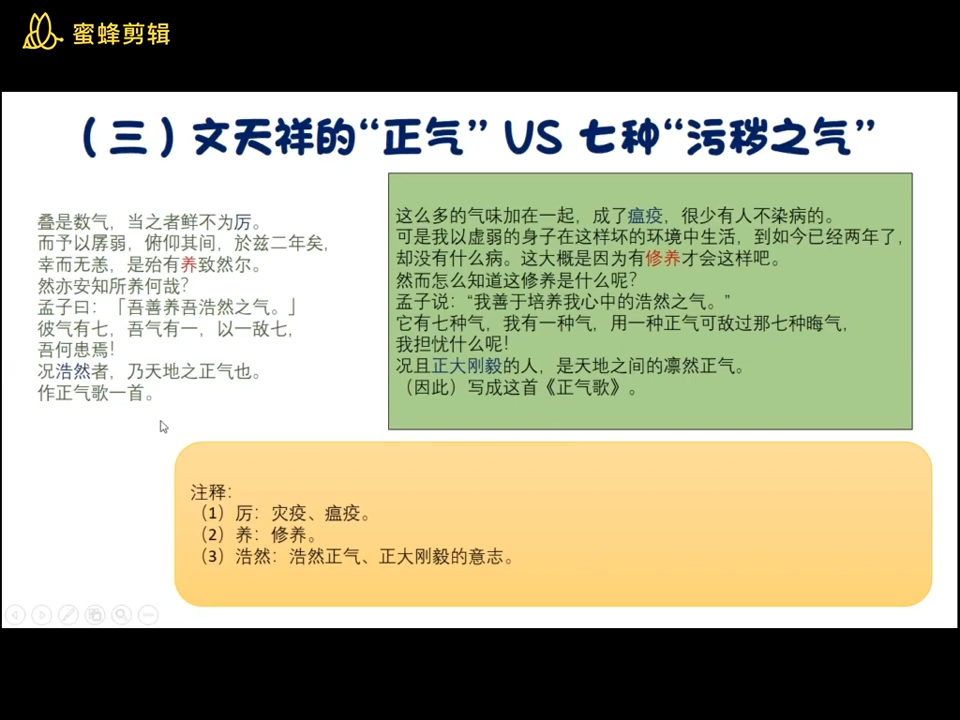 蜜蜂剪辑
（三）文天祥的“正气” VS 七种“污秽之气”
叠是数气，当之者鲜不为厉。
而予以孱弱，俯仰其间，於兹二年矣，
幸而无恙，是殆有养致然尔。
然亦安知所养何哉？
孟子曰：「吾善养吾浩然之气。」
彼气有七，吾气有一，以一敌七，
吾何患焉！
况浩然者，乃天地之正气也。
作正气歌一首。
这么多的气味加在一起，成了瘟疫，很少有人不染病的。
可是我以虚弱的身子在这样坏的环境中生活，到如今已经两年了，
却没有什么病。这大概是因为有修养才会这样吧。
然而怎么知道这修养是什么呢？
孟子说：“我善于培养我心中的浩然之气。”
它有七种气，我有一种气，用一种正气可敌过那七种晦气，
我担忧什么呢！
况且正大刚毅的人，是天地之间的凛然正气。
（因此）写成这首《正气歌》。
注释：
（1）厉：灾疫、瘟疫。
（2）养：修养。
（3）浩然：浩然正气、正大刚毅的意志。